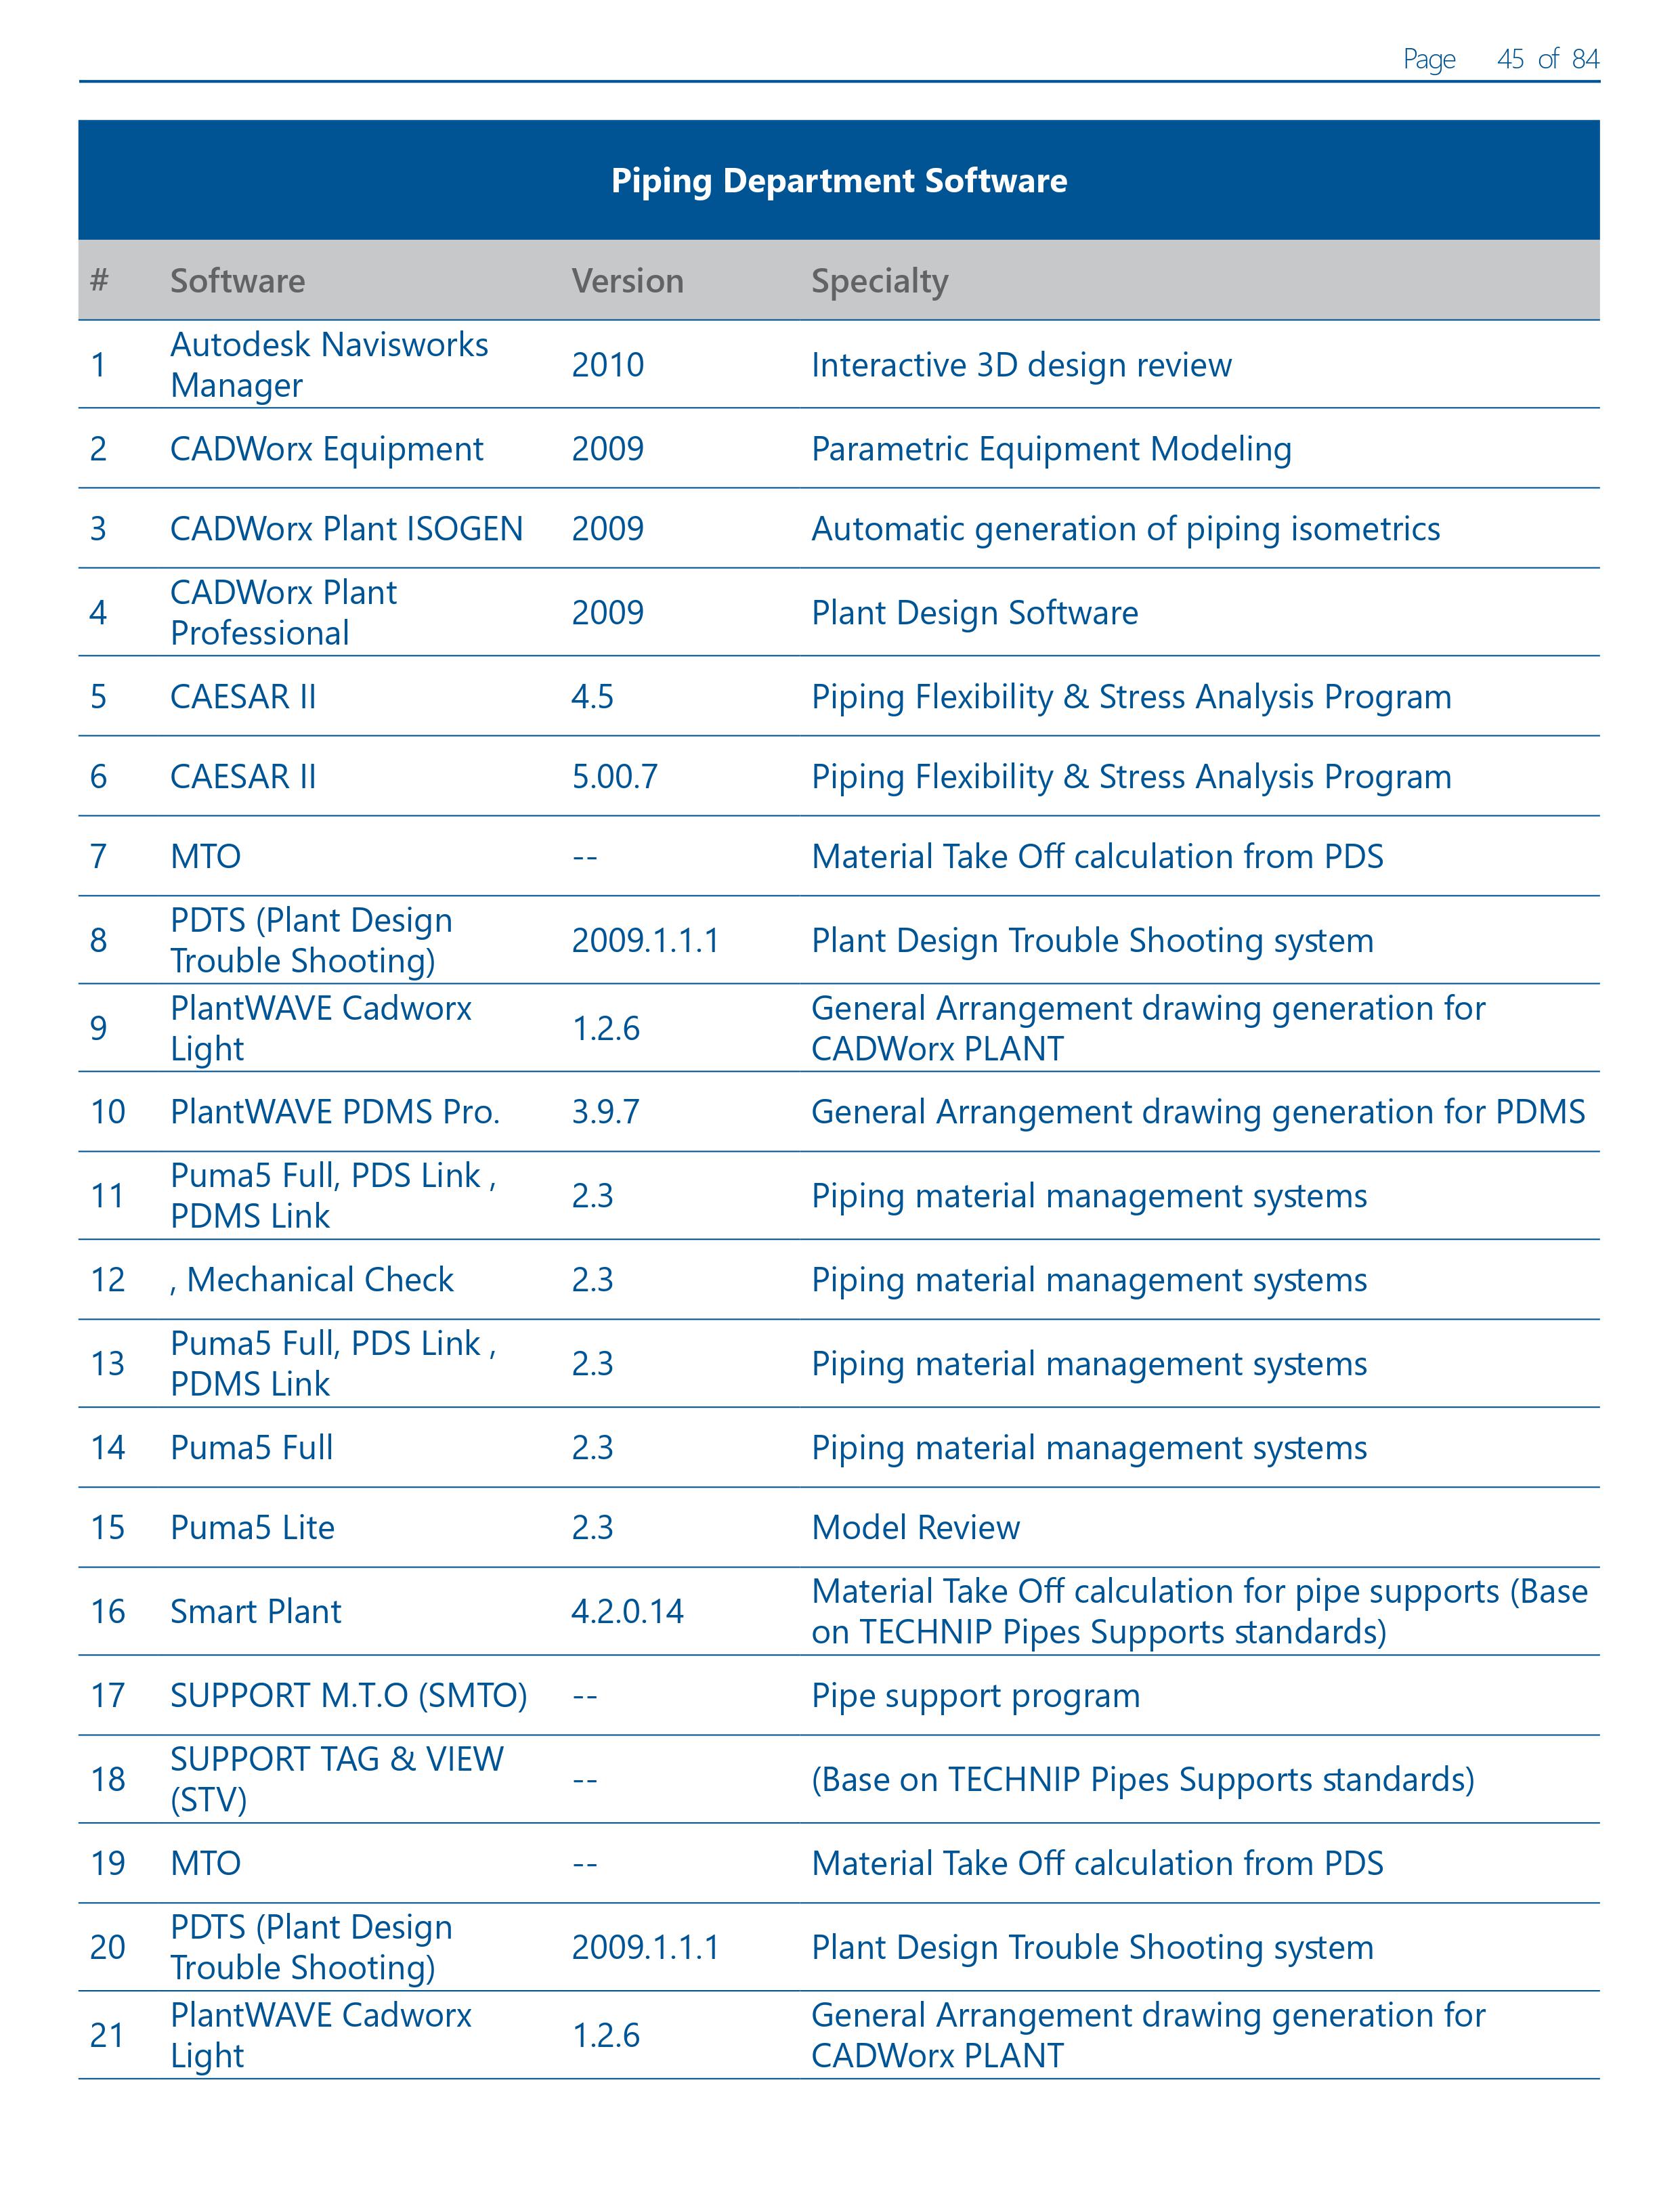 Page 45 of 84
Piping Department Software
# Software Version Specialty
1 Autodesk Navisworks Manager 2010 Interactive 3D design review
2 CADWorx Equipment 2009 Parametric Equipment Modeling
3 CADWorx Plant ISOGEN 2009 Automatic generation of piping isometrics
4 CADWorx Plant Professional 2009 Plant Design Software
5 CAESAR II 4.5 Piping Flexibility & Stress Analysis Program
6 CAESAR II 5.00.7 Piping Flexibility & Stress Analysis Program
7 MTO -- Material Take Off calculation from PDS
8 PDTS (Plant Design Trouble Shooting) 2009.1.1.1 Plant Design Trouble Shooting system
9 PlantWAVE Cadworx Light 1.2.6 General Arrangement drawing generation for CADWorx PLANT
10 PlantWAVE PDMS Pro. 3.9.7 General Arrangement drawing generation for PDMS
11 Puma5 Full, PDS Link , PDMS Link 2.3 Piping material management systems
12 , Mechanical Check 2.3 Piping material management systems
13 Puma5 Full, PDS Link , PDMS Link 2.3 Piping material management systems
14 Puma5 Full 2.3 Piping material management systems
15 Puma5 Lite 2.3 Model Review
16 Smart Plant 4.2.0.14 Material Take Off calculation for pipe supports (Base on TECHNIP Pipes Supports standards)
17 SUPPORT M.T.O (SMTO) -- Pipe support program
18 SUPPORT TAG & VIEW (STV) -- (Base on TECHNIP Pipes Supports standards)
19 MTO -- Material Take Off calculation from PDS
20 PDTS (Plant Design Trouble Shooting) 2009.1.1.1 Plant Design Trouble Shooting system
21 PlantWAVE Cadworx Light 1.2.6 General Arrangement drawing generation for CADWorx PLANT